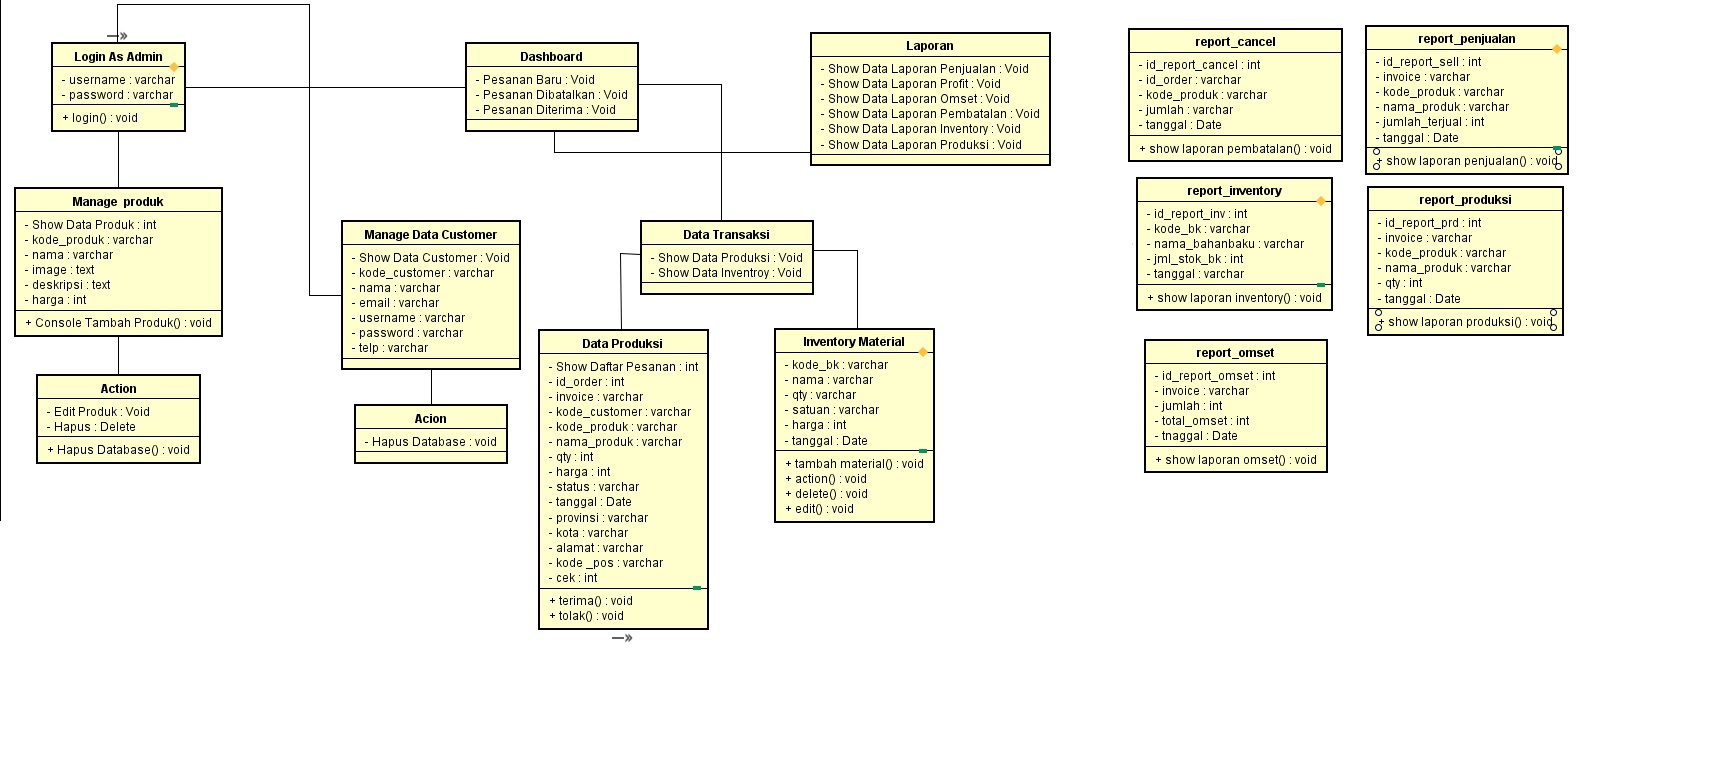 Login As Admin
- username : varchar
- password : varchar
+ login() : void
Dashboard
- Pesanan Baru : Void
- Pesanan Dibatalkan : Void
- Pesanan Diterima : Void
Laporan
- Show Data Laporan Penjualan : Void
- Show Data Laporan Profit : Void
- Show Data Laporan Omset : Void
- Show Data Laporan Pembatalan : Void
- Show Data Laporan Inventory : Void
- Show Data Laporan Produksi : Void
report_cancel
- id_report_cancel : int
- id_order : varchar
- kode_produk : varchar
- jumlah : varchar
- tanggal : Date
+ show laporan pembatalan() : void
report_penjualan
- id_report_sell : int
- invoice : varchar
- kode_produk : varchar
- nama_produk : varchar
- jumlah_terjual : int
- tanggal : Date
+ show laporan penjualan() : void
Manage produk
- Show Data Produk : int
- kode_produk : varchar
- nama : varchar
- image : text
- deskripsi : text
- harga : int
+ Console Tambah Produk() : void
Manage Data Customer
- Show Data Customer : Void
- kode_customer : varchar
- nama : varchar
- email : varchar
- username : varchar
- password : varchar
- telp : varchar
Data Transaksi
- Show Data Produksi : Void
- Show Data Inventroy : Void
report_inventory
- id_report_inv : int
- kode_bk : varchar
- nama_bahanbaku : varchar
- jml_stok_bk : int
- tanggal : varchar
+ show laporan inventory() : void
report_produksi
- id_report_prd : int
- invoice : varchar
- kode_produk : varchar
- nama_produk : varchar
- qty : int
- tanggal : Date
+ show laporan produksi() : void
Action
- Edit Produk : Void
- Hapus : Delete
+ Hapus Database() : void
Acion
- Hapus Database : void
Data Produksi
- Show Daftar Pesanan : int
- id_order : int
- invoice : varchar
- kode_customer : varchar
- kode_produk : varchar
- nama_produk : varchar
- qty : int
- harga : int
- status : varchar
- tanggal : Date
- provinsi : varchar
- kota : varchar
- alamat : varchar
- kode _pos : varchar
- cek : int
+ terima() : void
+ tolak() : void
Inventory Material
- kode_bk : varchar
- nama : varchar
- qty : varchar
- satuan : varchar
- harga : int
- tanggal : Date
+ tambah material() : void
+ action() : void
+ delete() : void
+ edit() : void
report_omset
- id_report_omset : int
- invoice : varchar
- jumlah : int
- total_omset : int
- tnaggal : Date
+ show laporan omset() : void